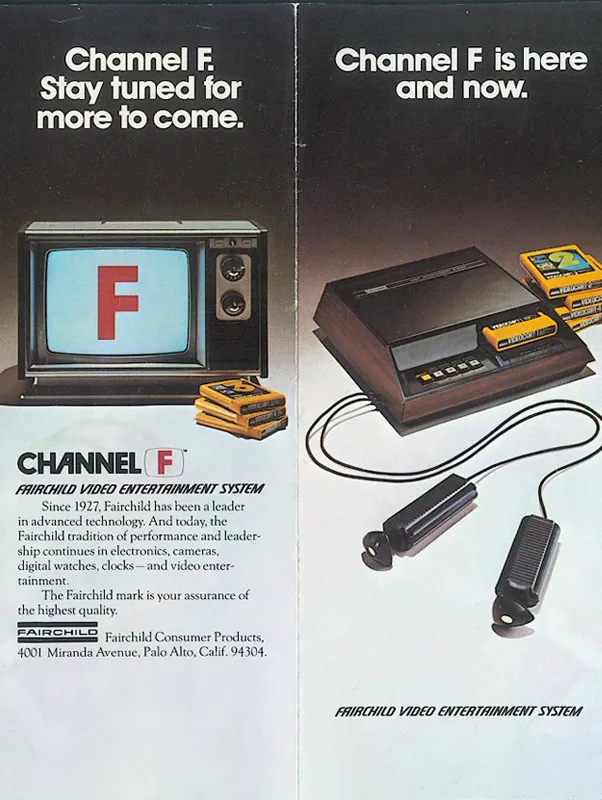 Channel F.
Stay tuned for
more to come.
F
CHANNEL F™
FAIRCHILD VIDEO ENTERTAINMENT SYSTEM
Since 1927, Fairchild has been a leader
in advanced technology. And today, the
Fairchild tradition of performance and leader-
ship continues in electronics, cameras,
digital watches, clocks — and video enter-
tainment.
The Fairchild mark is your assurance of
the highest quality.
FAIRCHILD Fairchild Consumer Products,
4001 Miranda Avenue, Palo Alto, Calif. 94304.
Channel F is here
and now.
2
VIDEOCART
VIDEOCART-1
FAIRCHILD VIDEO ENTERTAINMENT SYSTEM